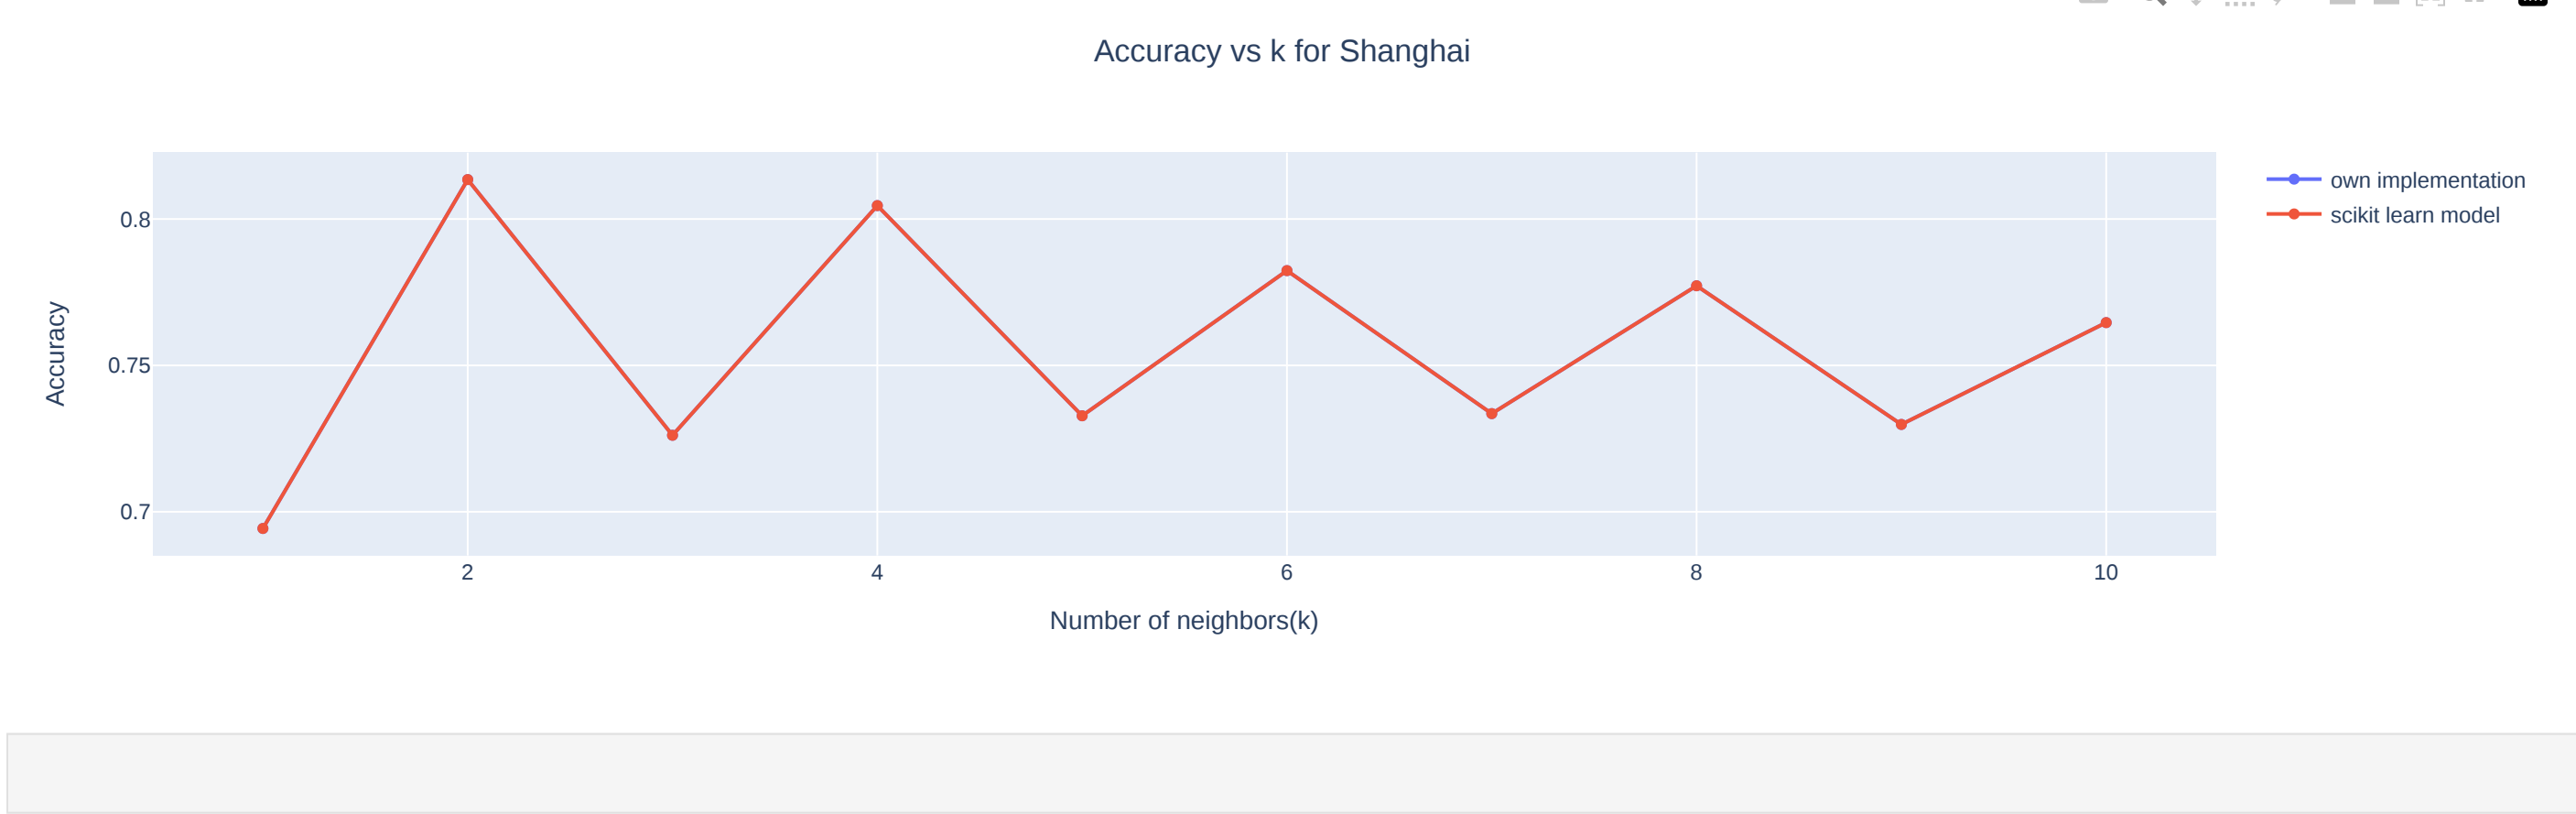 Accuracy vs k for Shanghai
own implementation
scikit learn model
0.8
0.75
0.7
Accuracy
2 4 6 8 10
Number of neighbors(k)